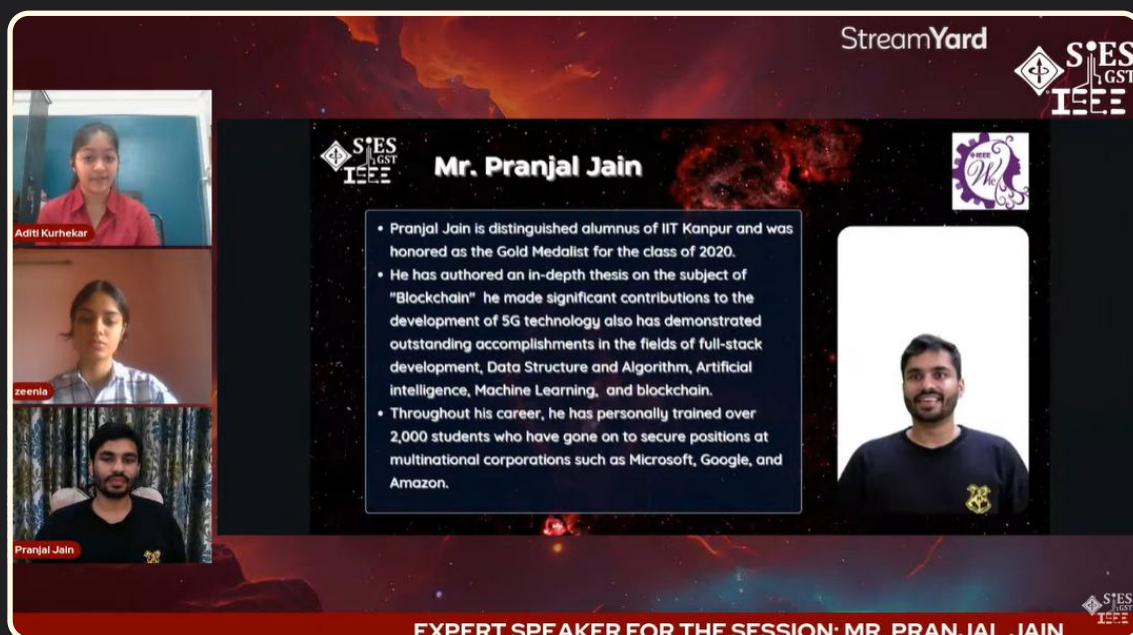 StreamYard
SIES
GST
IEEE
SIES
GST
IEEE
Mr. Pranjal Jain
IEEE
WIE
Aditi Kurhekar
zeenia
Pranjal Jain
• Pranjal Jain is distinguished alumnus of IIT Kanpur and was
honored as the Gold Medalist for the class of 2020.
• He has authored an in-depth thesis on the subject of
"Blockchain" he made significant contributions to the
development of 5G technology also has demonstrated
outstanding accomplishments in the fields of full-stack
development, Data Structure and Algorithm, Artificial
intelligence, Machine Learning, and blockchain.
• Throughout his career, he has personally trained over
2,000 students who have gone on to secure positions at
multinational corporations such as Microsoft, Google, and
Amazon.
SIES
GST
IEEE
EXPERT SPEAKER FOR THE SESSION: MR. PRANJAL JAIN